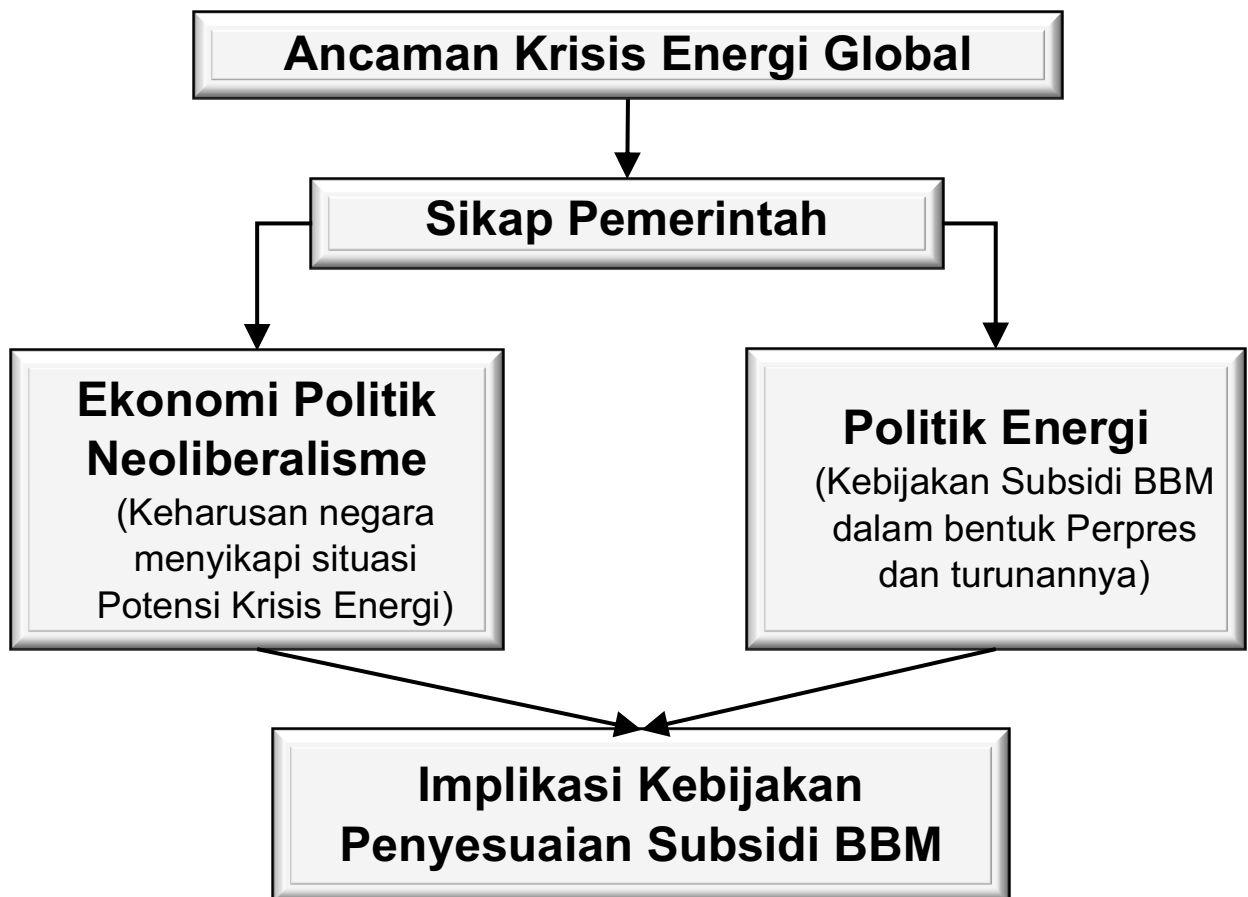 Ancaman Krisis Energi Global
Sikap Pemerintah
Ekonomi Politik
Neoliberalisme
(Keharusan negara
menyikapi situasi
Potensi Krisis Energi)
Politik Energi
(Kebijakan Subsidi BBM
dalam bentuk Perpres
dan turunannya)
Implikasi Kebijakan
Penyesuaian Subsidi BBM